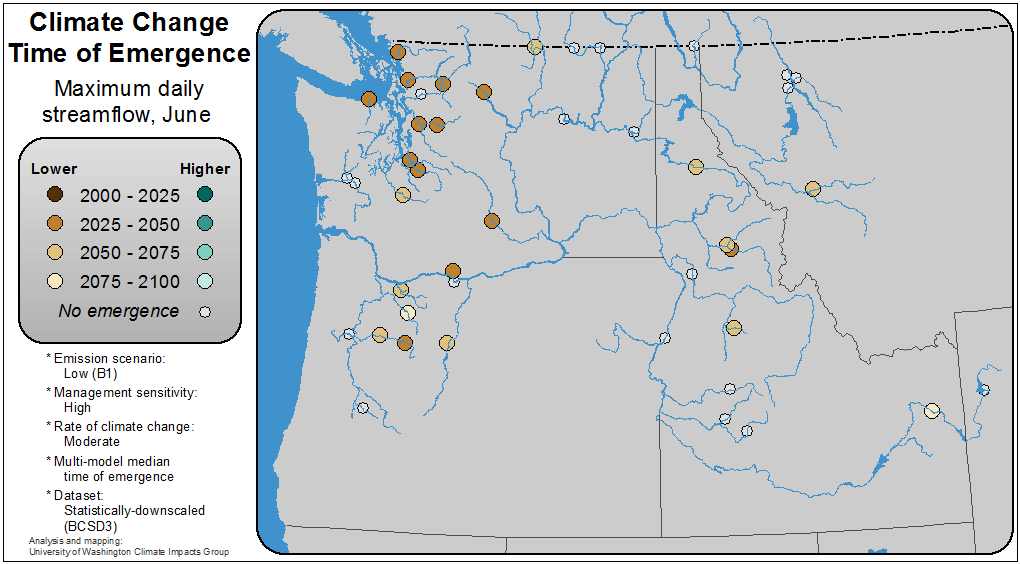 Climate Change
Time of Emergence
Maximum daily
streamflow, June
Lower Higher
2000 - 2025
2025 - 2050
2050 - 2075
2075 - 2100
No emergence
* Emission scenario:
Low (B1)
* Management sensitivity:
High
* Rate of climate change:
Moderate
* Multi-model median
time of emergence
* Dataset:
Statistically-downscaled
(BCSD3)
Analysis and mapping:
University of Washington Climate Impacts Group